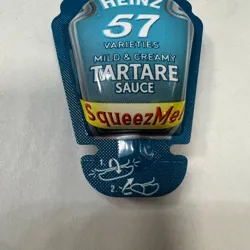 HEINZ
57
VARIETIES
MILD & CREAMY
TARTARE
SAUCE
SqueezMe!
1.
2.